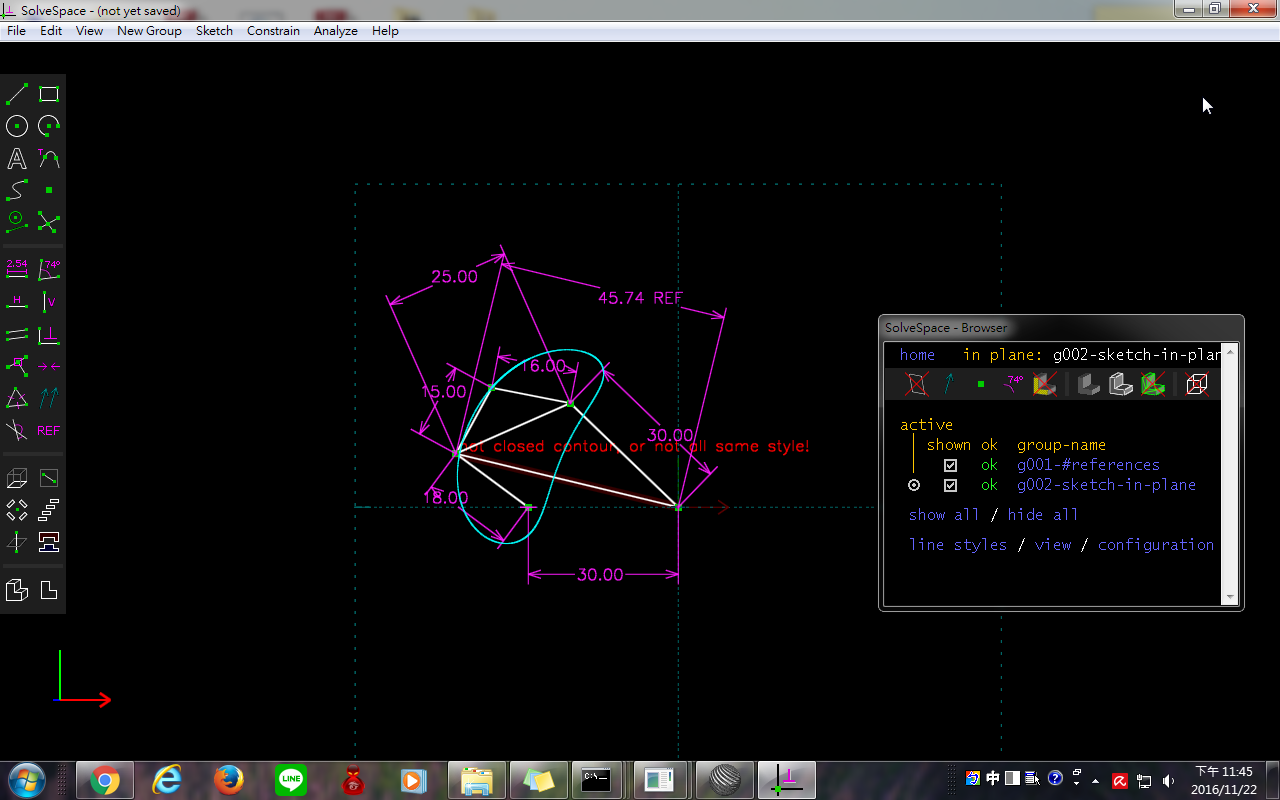 SolveSpace - (not yet saved)
File Edit View New Group Sketch Constrain Analyze Help
T
2.54 74°
H V
REF
25.00
45.74 REF
16.00
15.00
30.00
not closed contour, or not all same style!
18.00
30.00
SolveSpace - Browser
home in plane: g002-sketch-in-plan
74°
active
shown ok group-name
ok g001-#references
ok g002-sketch-in-plane
show all / hide all
line styles / view / configuration
LINE
C:\_
中
下午 11:45
2016/11/22